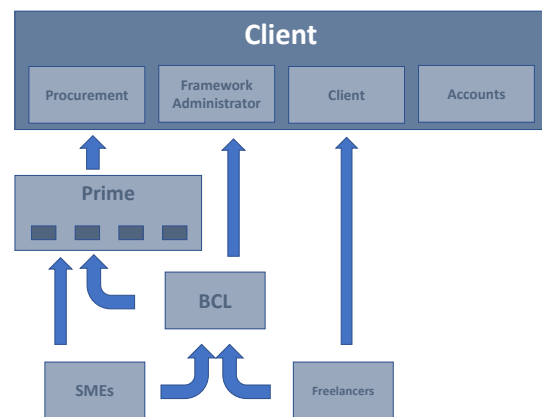 Client
Procurement
Framework
Administrator
Client
Accounts
Prime
BCL
SMEs
Freelancers